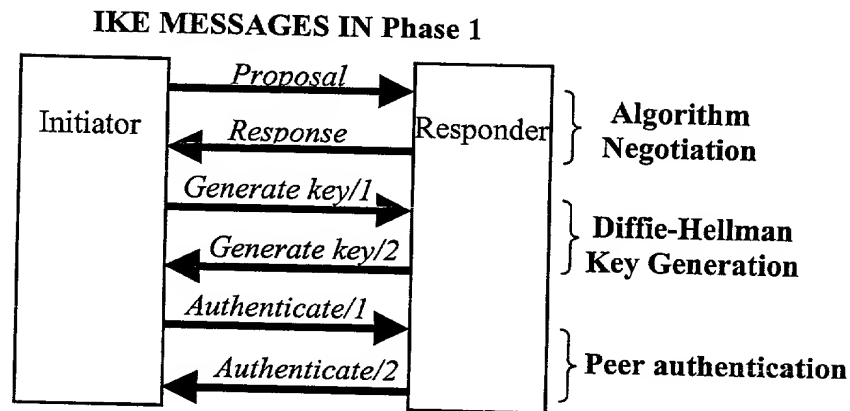 IKE MESSAGES IN Phase 1
Proposal
Initiator
Response
Responder
Algorithm
Negotiation
Generate key/1
Generate key/2
Diffie-Hellman
Key Generation
Authenticate/1
Authenticate/2
Peer authentication